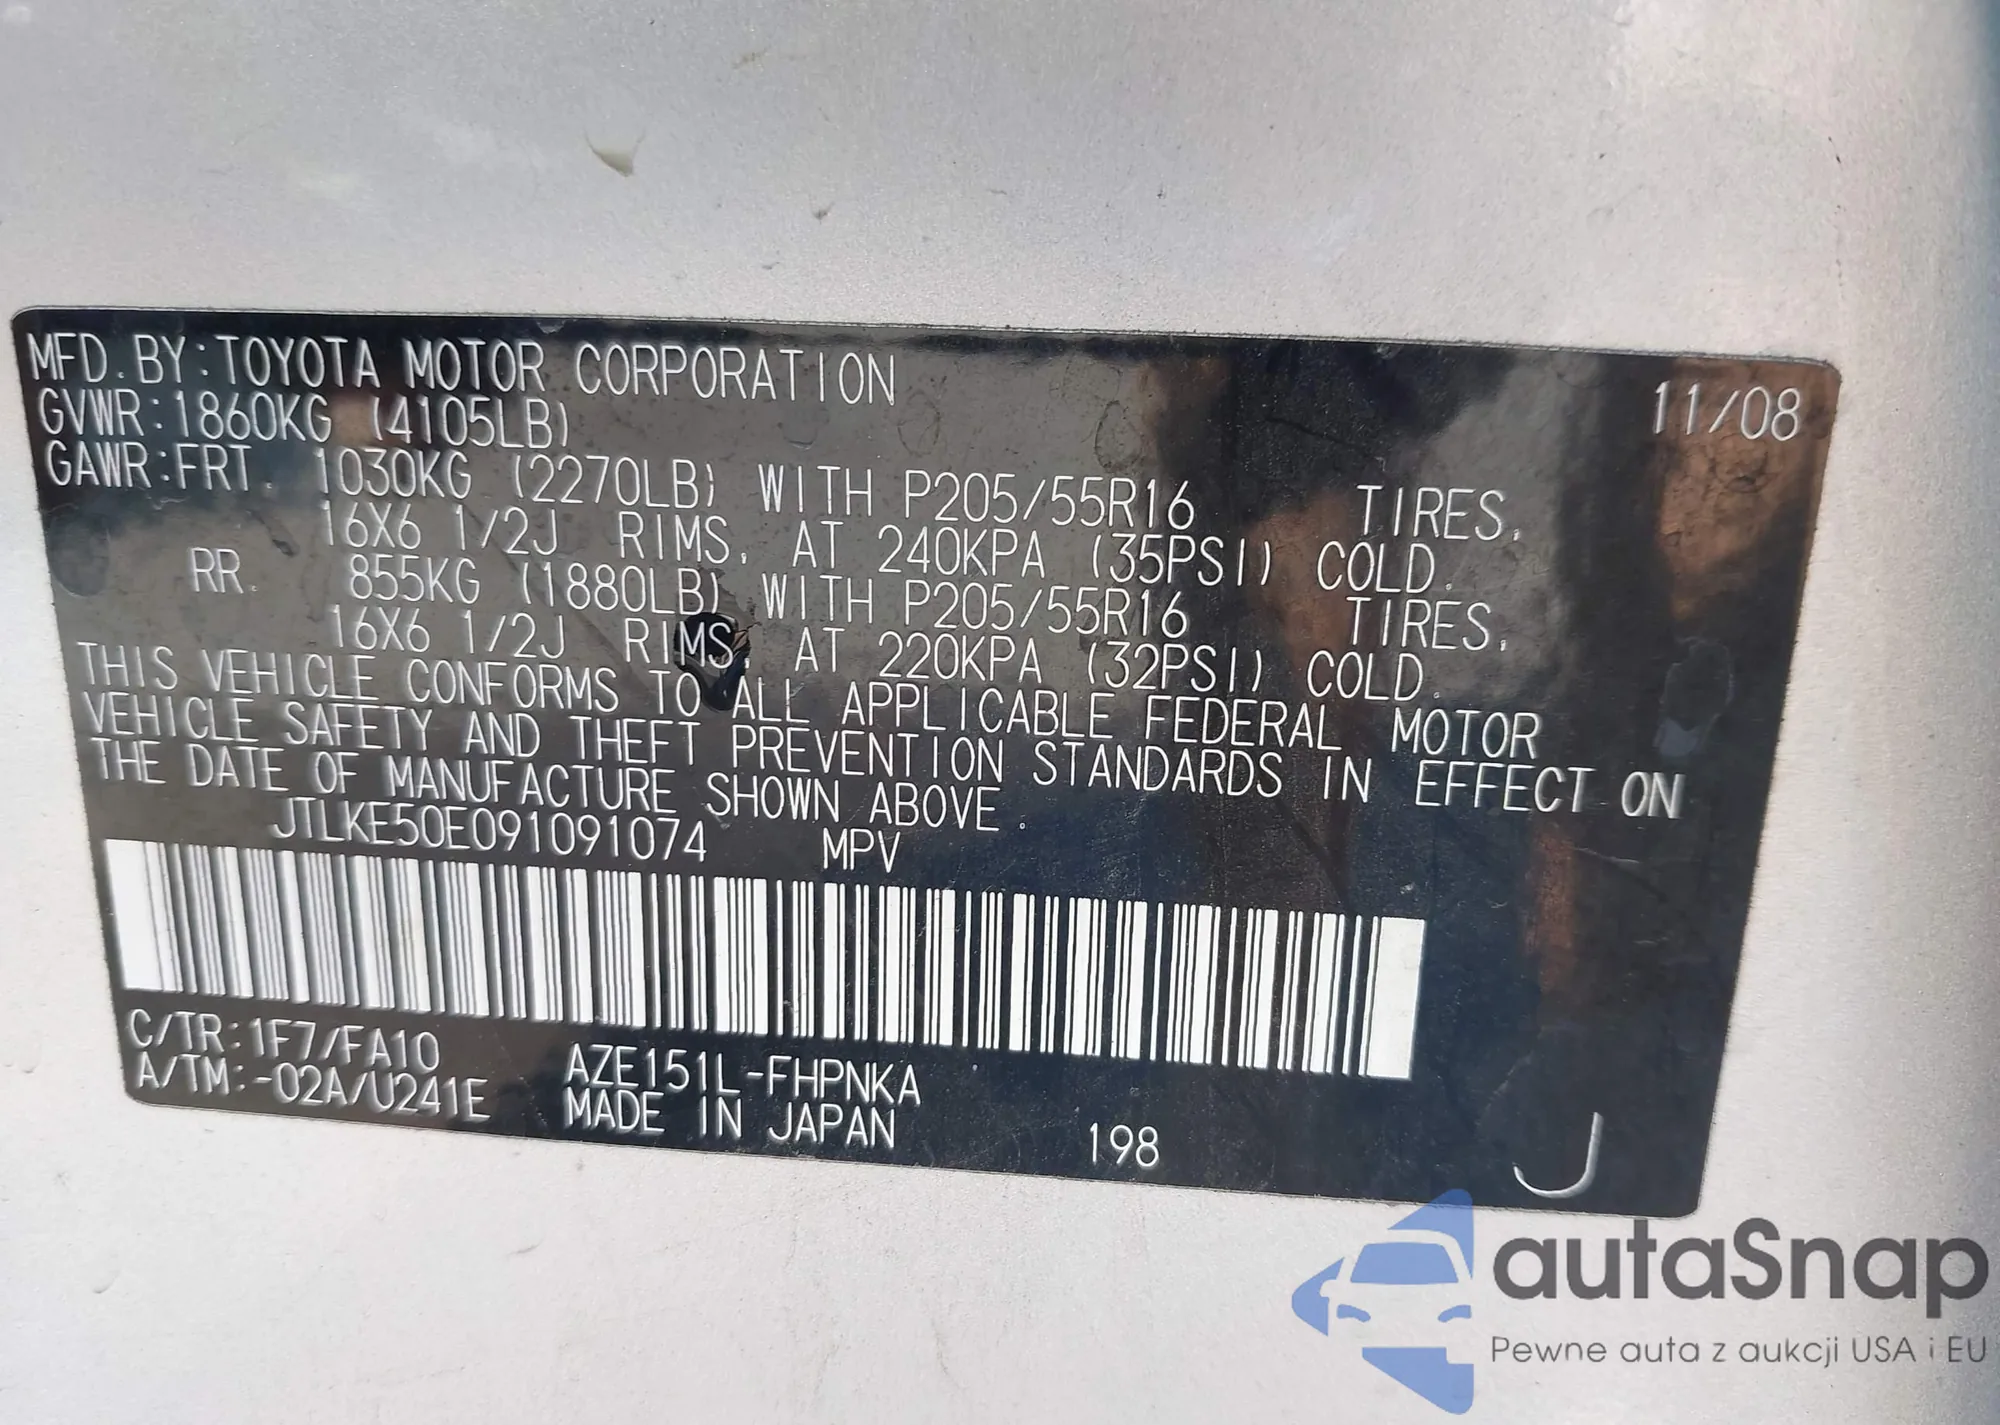 MFD. BY: TOYOTA MOTOR CORPORATION 11/08
GVWR: 1860KG (4105LB)
GAWR: FRT. 1030KG (2270LB) WITH P205/55R16 TIRES,
16X6 1/2J RIMS, AT 240KPA (35PSI) COLD.
RR. 855KG (1880LB) WITH P205/55R16 TIRES,
16X6 1/2J RIMS, AT 220KPA (32PSI) COLD.
THIS VEHICLE CONFORMS TO ALL APPLICABLE FEDERAL MOTOR
VEHICLE SAFETY AND THEFT PREVENTION STANDARDS IN EFFECT ON
THE DATE OF MANUFACTURE SHOWN ABOVE.
JTLKE50E091091074 MPV
C/TR: 1F7/FA10 AZE151L-FHPNKA
A/TM: -02A/U241E MADE IN JAPAN 198 J
autaSnap
Pewne auta z aukcji USA i EU